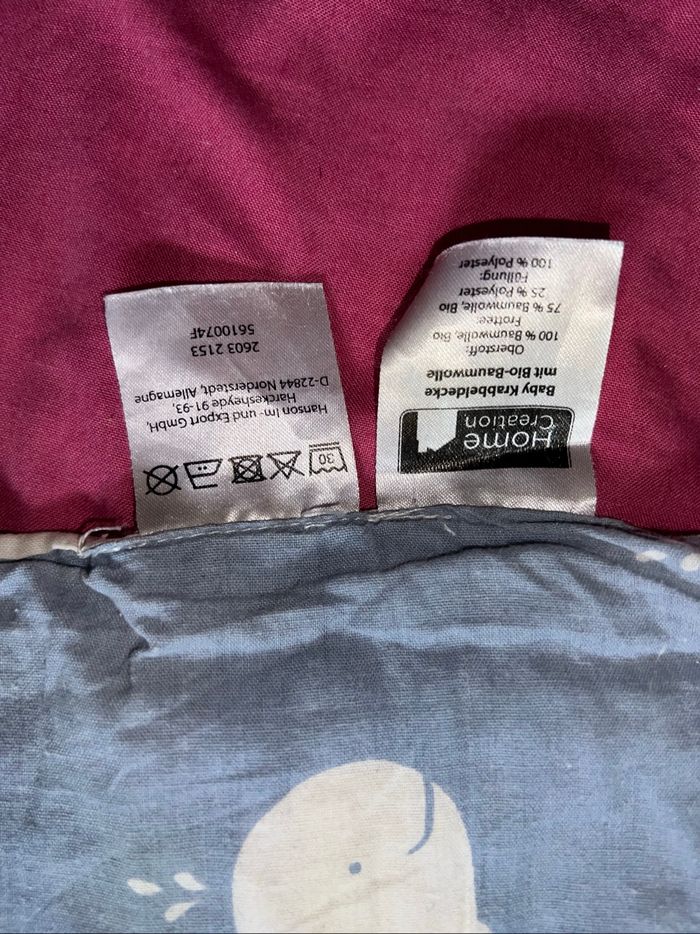 Home
Creation
Baby Krabbeldecke
mit Bio-Baumwolle
Oberstoff:
100 % Baumwolle, Bio
Frottee:
75 % Baumwolle, Bio
25 % Polyester
Füllung:
100 % Polyester
30
Hanson Im -und Export GmbH,
Harckesheyde 91-93,
D-22844 Norderstedt, Allemagne
2603 2153
5610074F